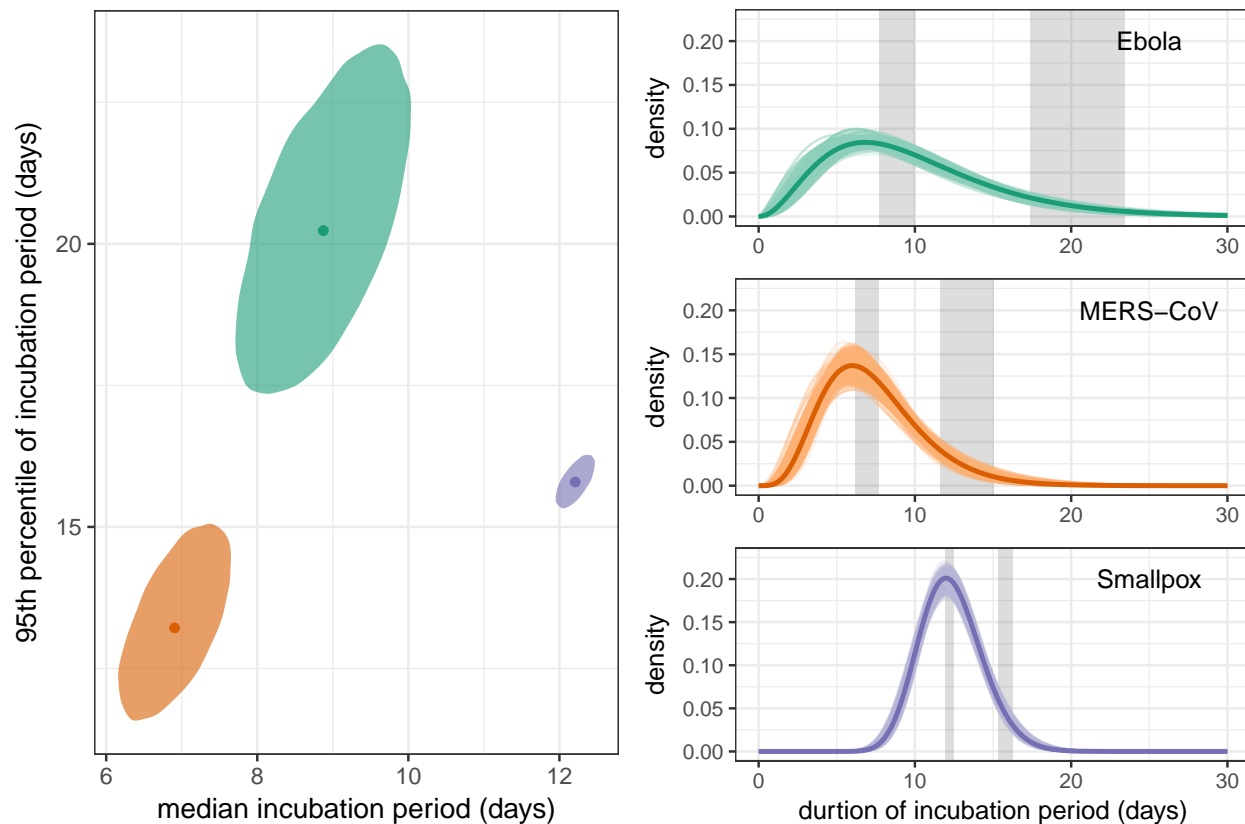 95th percentile of incubation period (days)
20
15
6 8 10 12
median incubation period (days)
density
0.20
0.15
0.10
0.05
0.00
Ebola
0 10 20 30
density
0.20
0.15
0.10
0.05
0.00
MERS−CoV
0 10 20 30
density
0.20
0.15
0.10
0.05
0.00
Smallpox
0 10 20 30
durtion of incubation period (days)